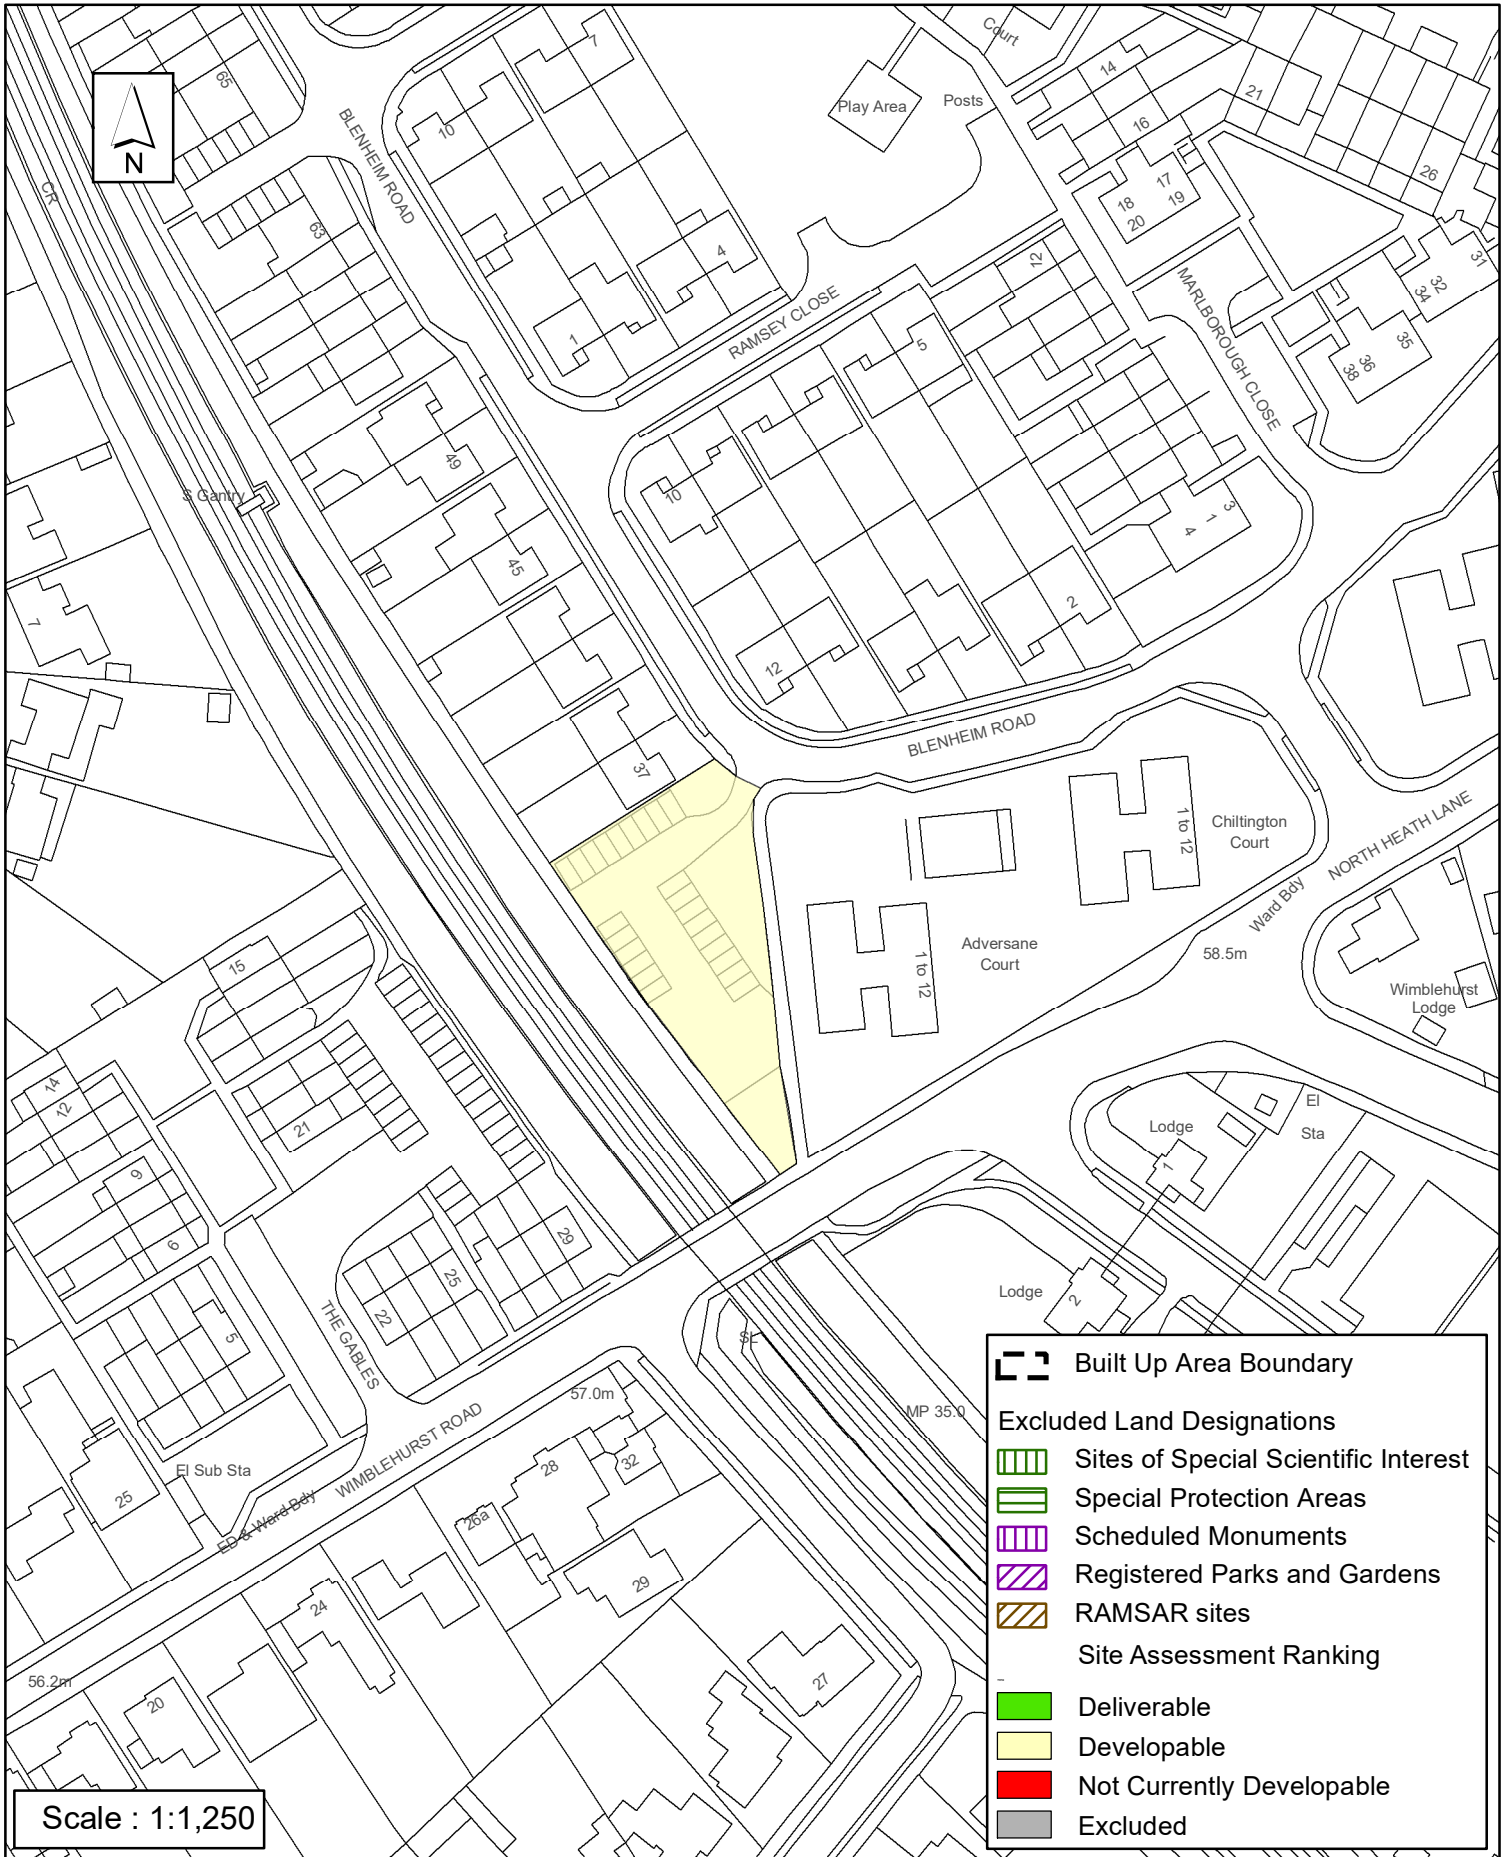 Court
7
65
14
21
10
Play Area
Posts
BLENHEIM ROAD
16
26
CR
N
17
18
19
20
63
4
12
31
32
34
MARLBOROUGH CLOSE
RAMSEY CLOSE
1
5
35
36
38
49
S Gantry
10
3
1
4
45
2
7
12
BLENHEIM ROAD
37
1 to 12
Chiltington
Court
NORTH HEATH LANE
Ward Bdy
Adversane
Court
1 to 12
58.5m
15
Wimblehurst
Lodge
14
12
21
El
Sta
Lodge
1
9
6
29
25
22
Lodge
2
THE GABLES
5
SL
57.0m
MP 35.0
WIMBLEHURST ROAD
El Sub Sta
28
32
25
26a
ED & Ward Bdy
29
24
27
56.2m
20
Scale : 1:1,250
Built Up Area Boundary
Excluded Land Designations
Sites of Special Scientific Interest
Special Protection Areas
Scheduled Monuments
Registered Parks and Gardens
RAMSAR sites
Site Assessment Ranking
Deliverable
Developable
Not Currently Developable
Excluded